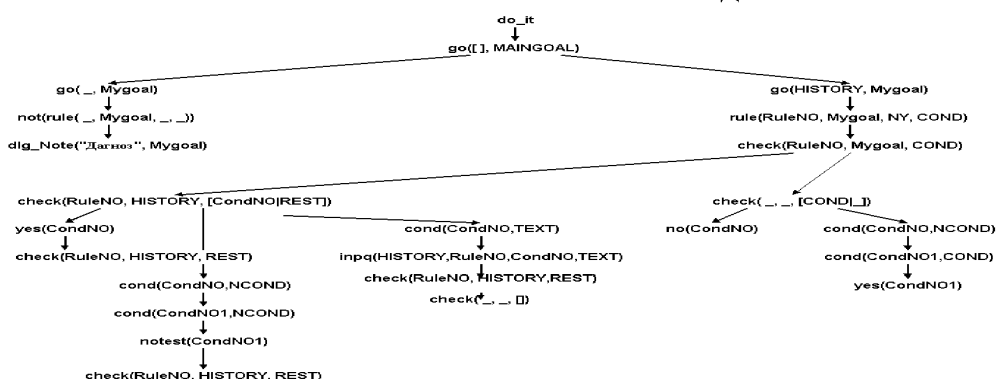 do_it
go([ ], MAINGOAL)
go( _, Mygoal)
go(HISTORY, Mygoal)
not(rule( _, Mygoal, _, _))
rule(RuleNO, Mygoal, NY, COND)
dlg_Note("Дагноз", Mygoal)
check(RuleNO, Mygoal, COND)
check(RuleNO, HISTORY, [CondNO|REST])
check( _, _, [COND|_])
yes(CondNO)
cond(CondNO,TEXT)
no(CondNO)
cond(CondNO,NCOND)
check(RuleNO, HISTORY, REST)
inpq(HISTORY,RuleNO,CondNO,TEXT)
cond(CondNO1,COND)
check(RuleNO, HISTORY,REST)
cond(CondNO,NCOND)
yes(CondNO1)
check(_, _, [])
cond(CondNO1,NCOND)
notest(CondNO1)
check(RuleNO, HISTORY, REST)